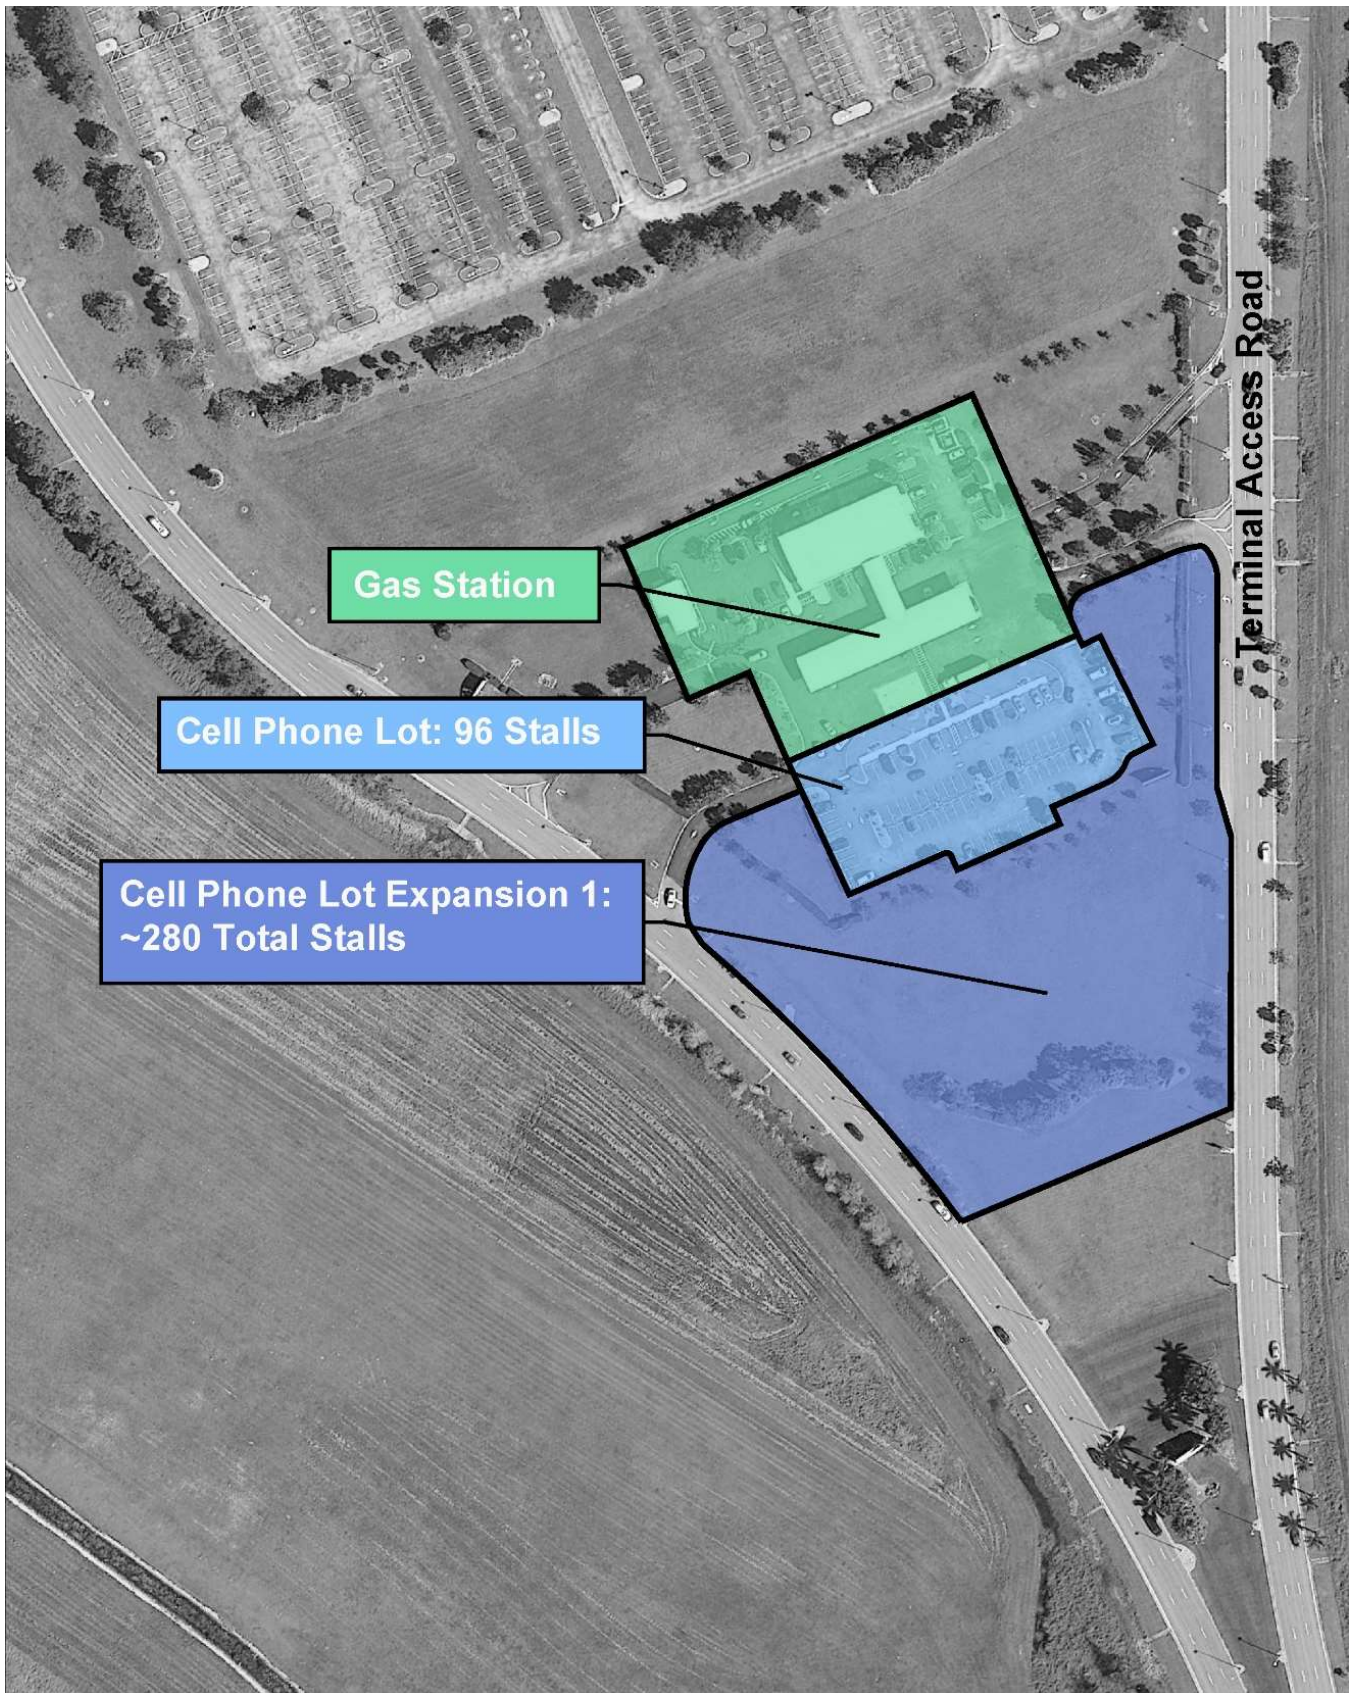 Terminal Access Road
Gas Station
Cell Phone Lot: 96 Stalls
Cell Phone Lot Expansion 1:
~280 Total Stalls